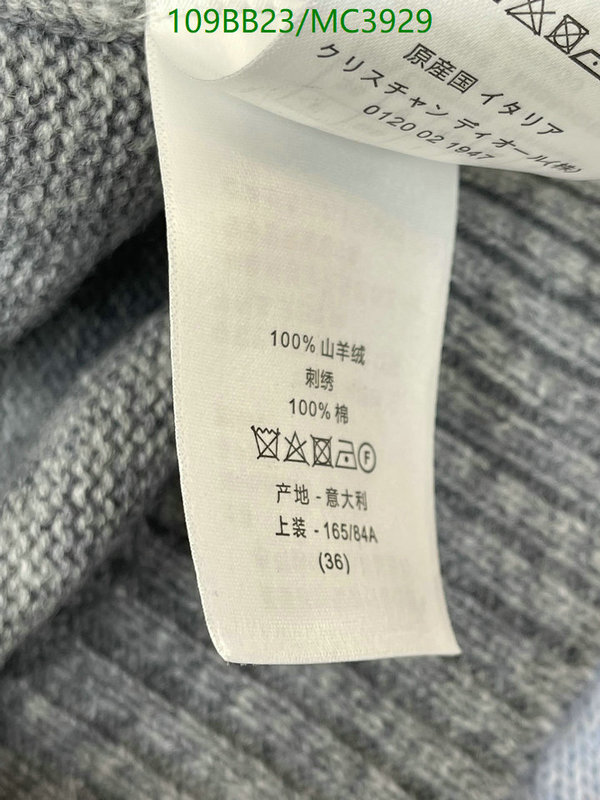 109BB23/MC3929
原産国 イタリア
クリスチャン ディオール(株)
0120 02 1947
100% 山羊绒
刺绣
100% 棉
F
产地 - 意大利
上装 - 165/84A
(36)